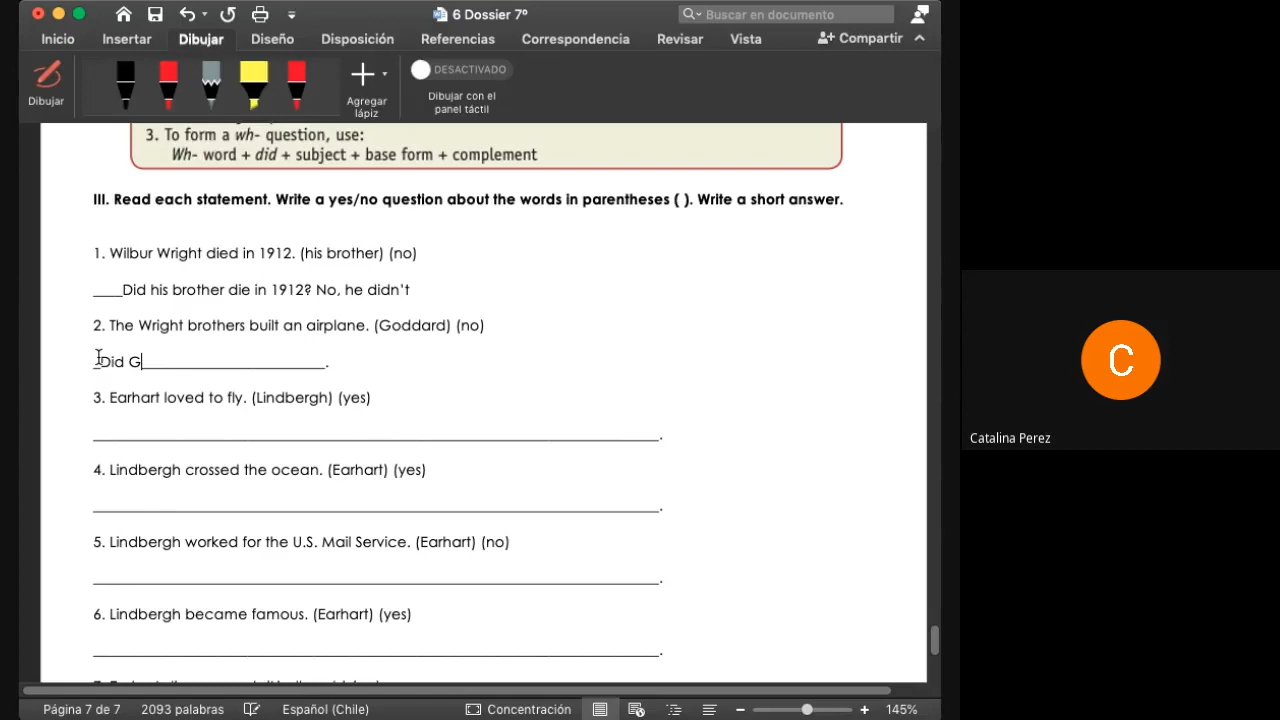 6 Dossier 7º
Buscar en documento
Inicio Insertar Dibujar Diseño Disposición Referencias Correspondencia Revisar Vista Compartir
Dibujar
Agregar lápiz
DESACTIVADO
Dibujar con el panel táctil
3. To form a wh- question, use:
Wh- word + did + subject + base form + complement
III. Read each statement. Write a yes/no question about the words in parentheses ( ). Write a short answer.
1. Wilbur Wright died in 1912. (his brother) (no)
____Did his brother die in 1912? No, he didn't
2. The Wright brothers built an airplane. (Goddard) (no)
_Did G_________________________.
3. Earhart loved to fly. (Lindbergh) (yes)
______________________________________________________________.
4. Lindbergh crossed the ocean. (Earhart) (yes)
______________________________________________________________.
5. Lindbergh worked for the U.S. Mail Service. (Earhart) (no)
______________________________________________________________.
6. Lindbergh became famous. (Earhart) (yes)
______________________________________________________________.
C
Catalina Perez
Página 7 de 7 2093 palabras Español (Chile) Concentración 145%